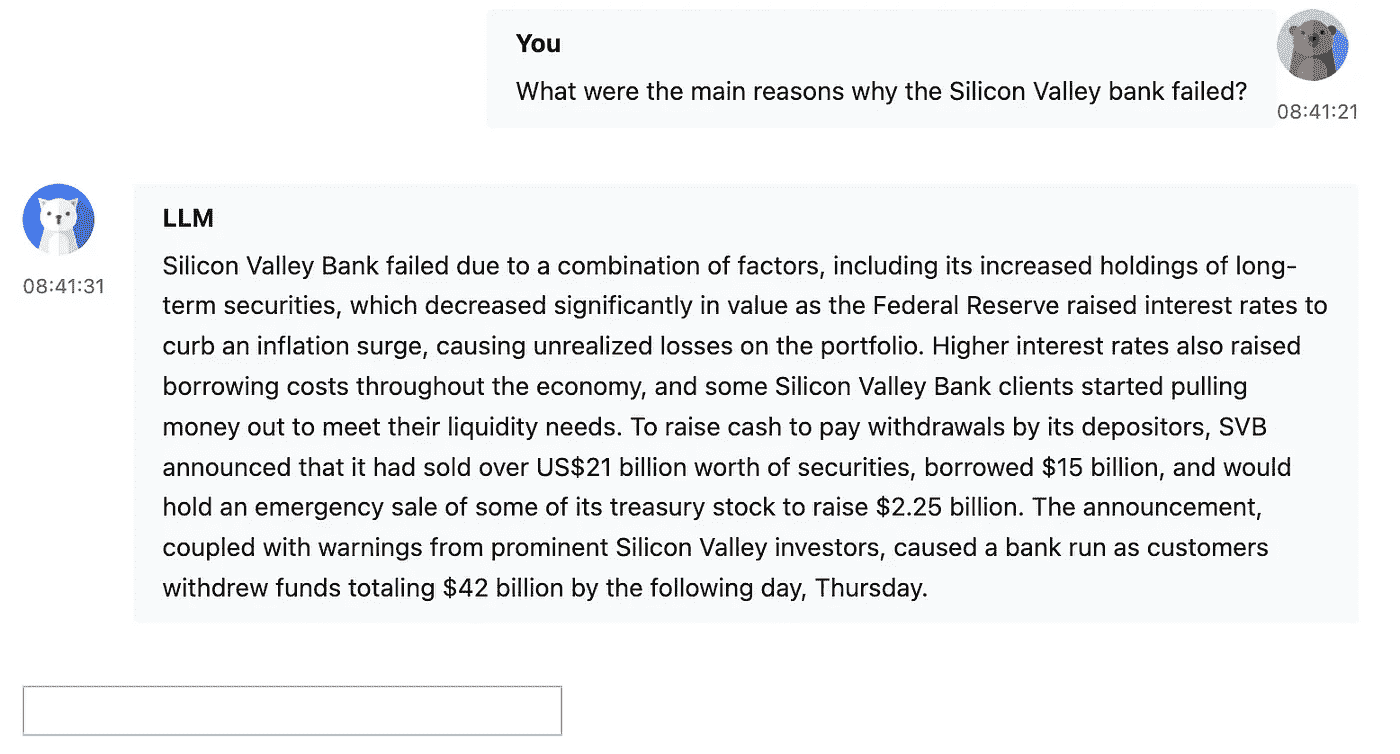 You
What were the main reasons why the Silicon Valley bank failed?
08:41:21
LLM
08:41:31
Silicon Valley Bank failed due to a combination of factors, including its increased holdings of long-
term securities, which decreased significantly in value as the Federal Reserve raised interest rates to
curb an inflation surge, causing unrealized losses on the portfolio. Higher interest rates also raised
borrowing costs throughout the economy, and some Silicon Valley Bank clients started pulling
money out to meet their liquidity needs. To raise cash to pay withdrawals by its depositors, SVB
announced that it had sold over US$21 billion worth of securities, borrowed $15 billion, and would
hold an emergency sale of some of its treasury stock to raise $2.25 billion. The announcement,
coupled with warnings from prominent Silicon Valley investors, caused a bank run as customers
withdrew funds totaling $42 billion by the following day, Thursday.